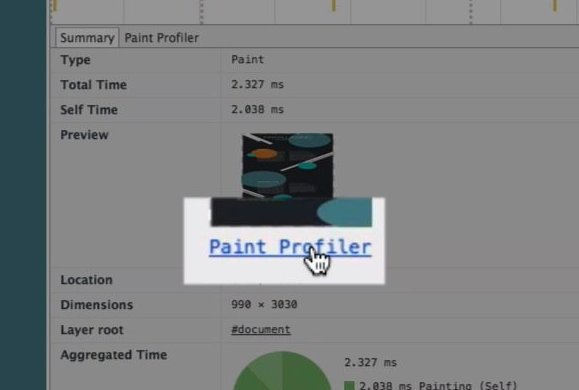 Summary Paint Profiler
Type Paint
Total Time 2.327 ms
Self Time 2.038 ms
Preview
Paint Profiler
Location
Dimensions 990 × 3030
Layer root #document
Aggregated Time
2.327 ms
2.038 ms Painting (Self)